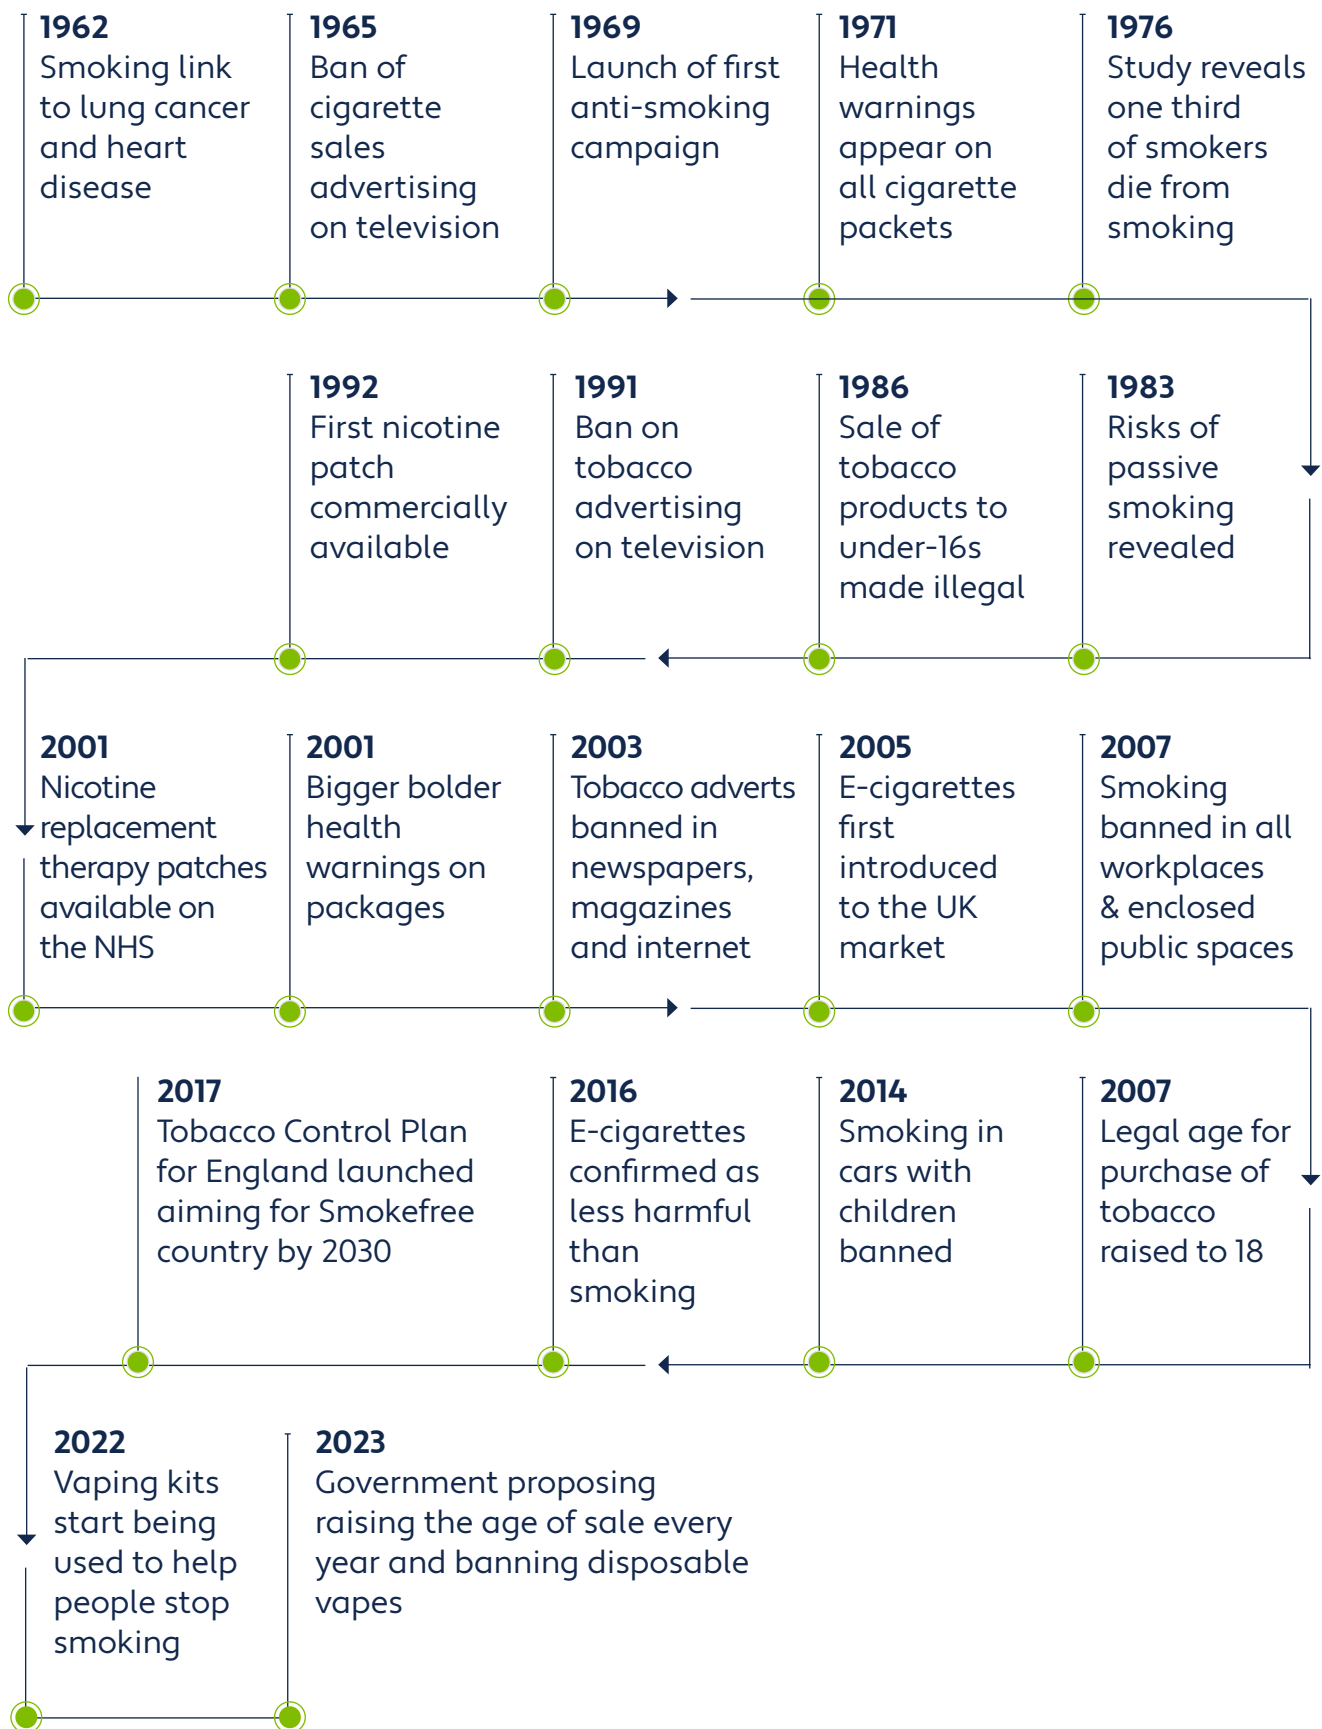 1962
Smoking link
to lung cancer
and heart
disease
1965
Ban of
cigarette
sales
advertising
on television
1969
Launch of first
anti-smoking
campaign
1971
Health
warnings
appear on
all cigarette
packets
1976
Study reveals
one third
of smokers
die from
smoking
1983
Risks of
passive
smoking
revealed
1986
Sale of
tobacco
products to
under-16s
made illegal
1991
Ban on
tobacco
advertising
on television
1992
First nicotine
patch
commercially
available
2001
Nicotine
replacement
therapy patches
available on
the NHS
2001
Bigger bolder
health
warnings on
packages
2003
Tobacco adverts
banned in
newspapers,
magazines
and internet
2005
E-cigarettes
first
introduced
to the UK
market
2007
Smoking
banned in all
workplaces
& enclosed
public spaces
2007
Legal age for
purchase of
tobacco
raised to 18
2014
Smoking in
cars with
children
banned
2016
E-cigarettes
confirmed as
less harmful
than
smoking
2017
Tobacco Control Plan
for England launched
aiming for Smokefree
country by 2030
2022
Vaping kits
start being
used to help
people stop
smoking
2023
Government proposing
raising the age of sale every
year and banning disposable
vapes